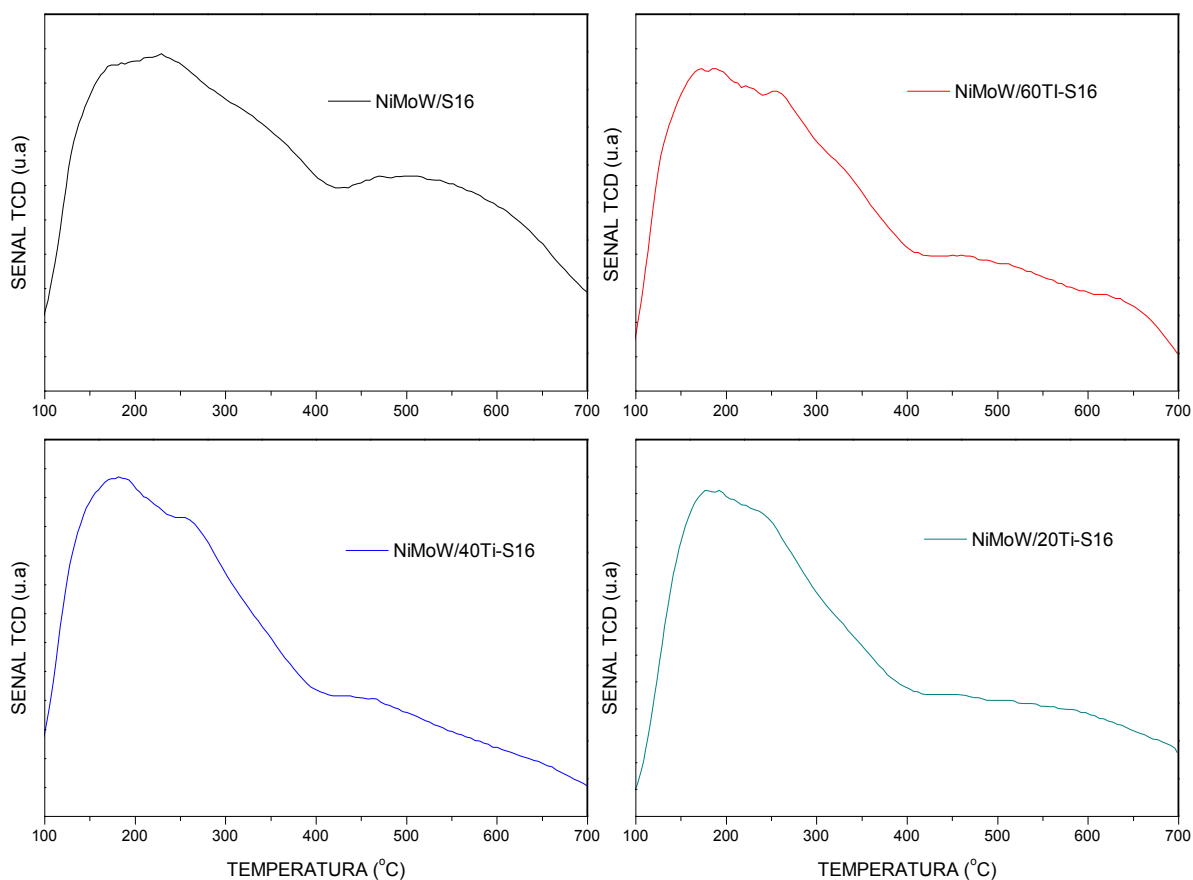 SENAL TCD (u.a)
NiMoW/S16
100 200 300 400 500 600 700
SENAL TCD (u.a)
NiMoW/60TI-S16
100 200 300 400 500 600 700
SENAL TCD (u.a)
NiMoW/40Ti-S16
100 200 300 400 500 600 700
TEMPERATURA (°C)
SENAL TCD (u.a)
NiMoW/20Ti-S16
100 200 300 400 500 600 700
TEMPERATURA (°C)